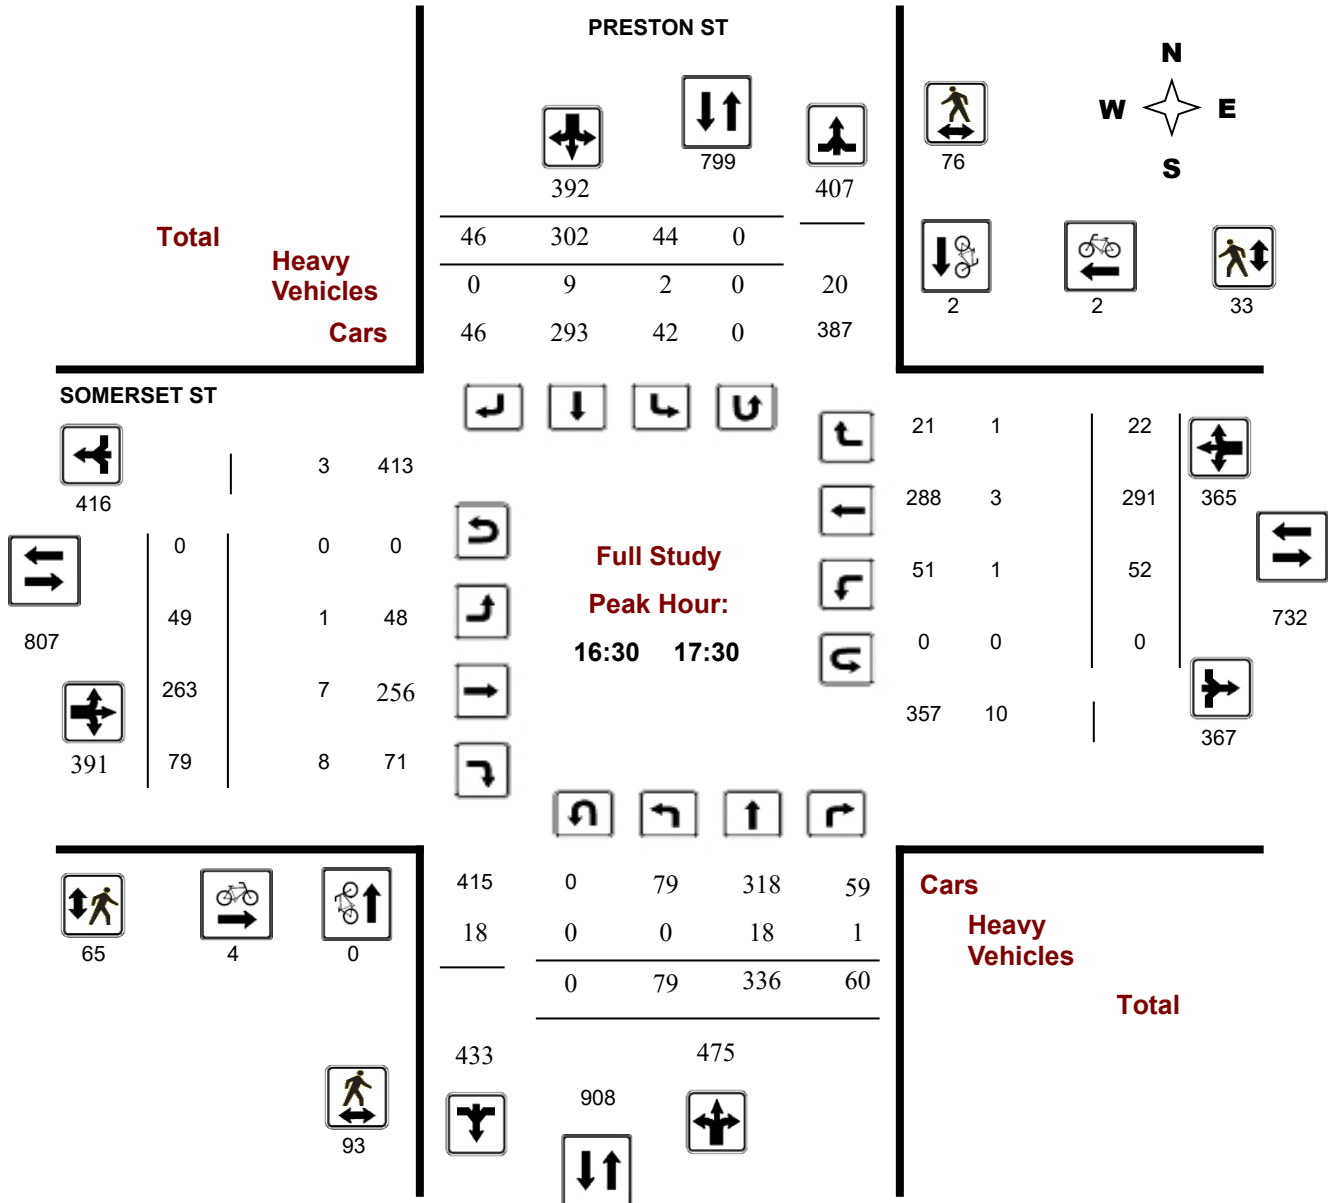 PRESTON ST
N
W E
S
799
76
392
407
Total
46 302 44 0
Heavy
Vehicles
0 9 2 0 20
Cars
46 293 42 0 387
2 2 33
SOMERSET ST
21 1 22
3 413
416
288 3 291 365
0 0 0
Full Study
51 1 52
Peak Hour:
49 1 48
807
732
16:30 17:30
0 0 0
263 7 256
357 10
367
391 79 8 71
415 0 79 318 59
Cars
18 0 0 18 1
Heavy
Vehicles
65 4 0
0 79 336 60
Total
433 475
908
93